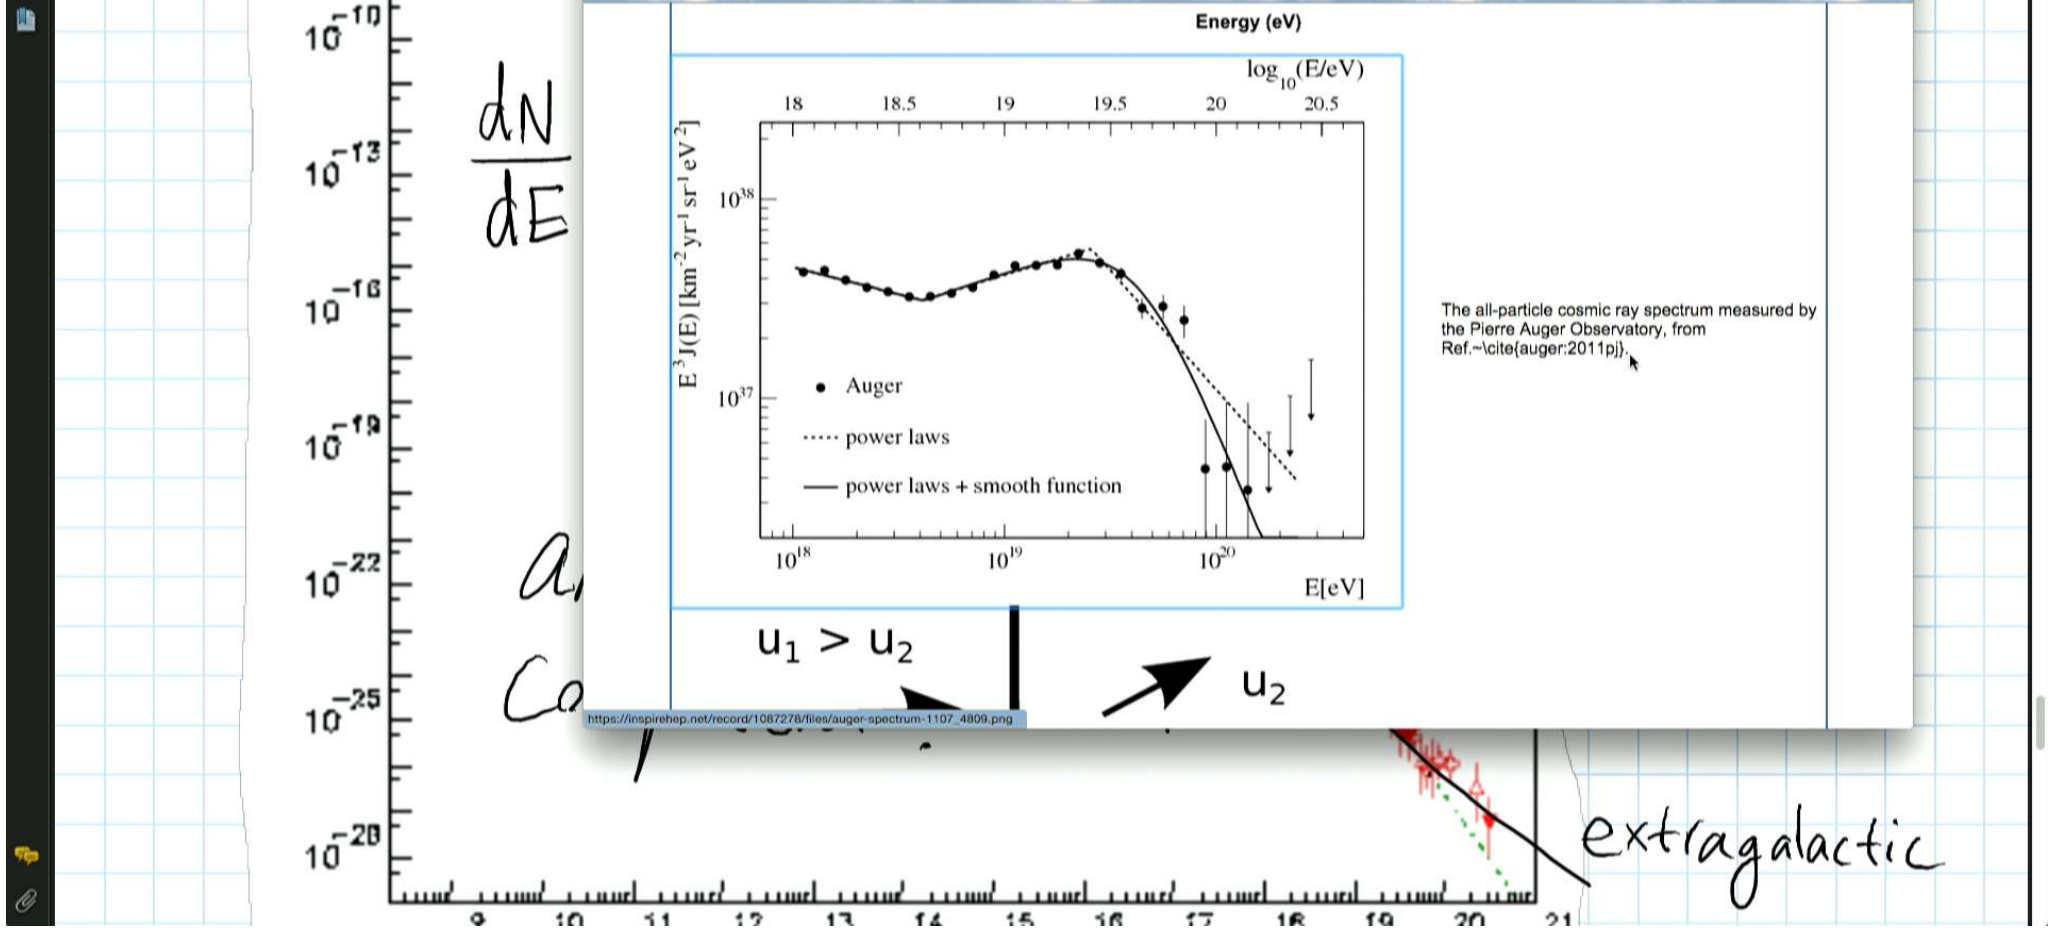 Energy (eV)
log10(E/eV)
18 18.5 19 19.5 20 20.5
E3 J(E) [km-2 yr-1 sr-1 eV2]
10^38
10^37
Auger
power laws
power laws + smooth function
10^18 10^19 10^20
E[eV]
The all-particle cosmic ray spectrum measured by
the Pierre Auger Observatory, from
Ref.~\cite{auger:2011pj}.
u1 > u2
u2
https://inspirehep.net/record/1087278/files/auger-spectrum-1107_4809.png
dN
dE
10^-10
10^-13
10^-16
10^-19
10^-22
10^-25
10^-28
extragalactic
9 10 11 12 13 14 15 16 17 18 19 20 21